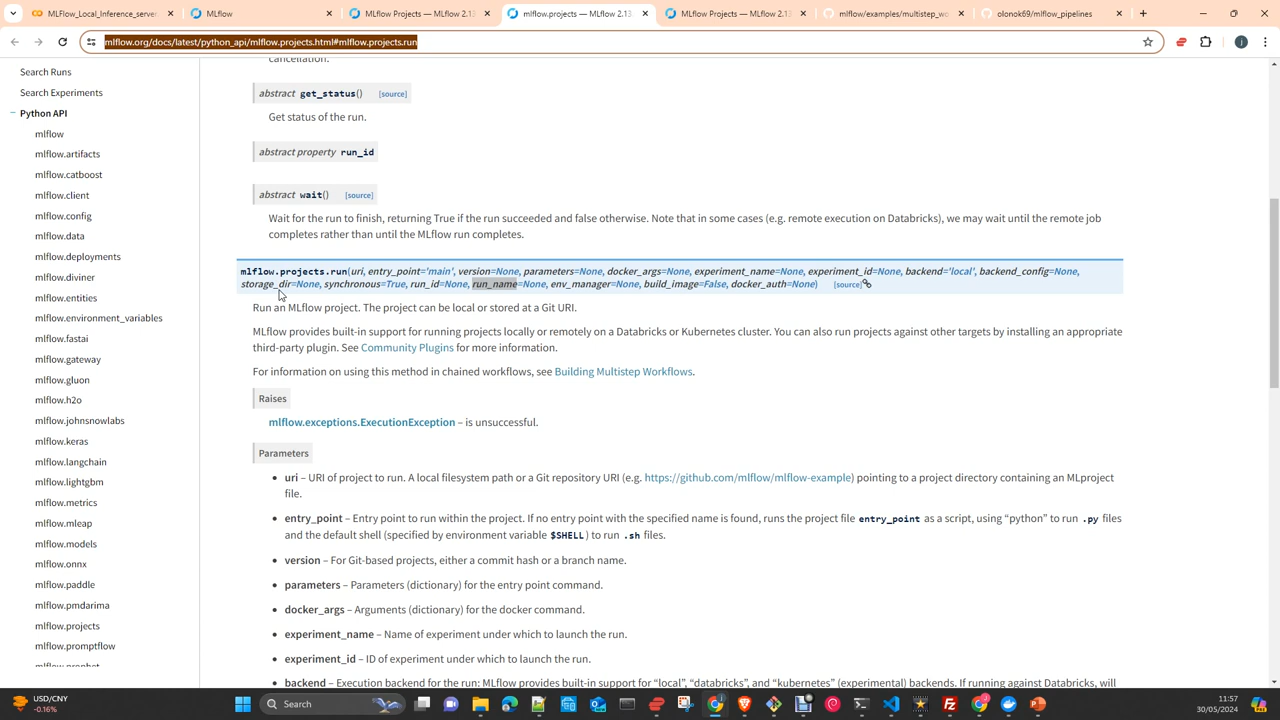 MLFlow_Local_Inference_serve
MLflow
MLflow Projects — MLflow 2.13
mlflow.projects — MLflow 2.13
MLflow Projects — MLflow 2.13
mlflow/examples/multistep_wo
olonok69/mlflow_pipelines
mlflow.org/docs/latest/python_api/mlflow.projects.html#mlflow.projects.run
Search Runs
Search Experiments
Python API
mlflow
mlflow.artifacts
mlflow.catboost
mlflow.client
mlflow.config
mlflow.data
mlflow.deployments
mlflow.diviner
mlflow.entities
mlflow.environment_variables
mlflow.fastai
mlflow.gateway
mlflow.gluon
mlflow.h2o
mlflow.johnsnowlabs
mlflow.keras
mlflow.langchain
mlflow.lightgbm
mlflow.metrics
mlflow.mleap
mlflow.models
mlflow.onnx
mlflow.paddle
mlflow.pmdarima
mlflow.projects
mlflow.promptflow
mlflow.prophet
cancellation.
abstract get_status() [source]
Get status of the run.
abstract property run_id
abstract wait() [source]
Wait for the run to finish, returning True if the run succeeded and false otherwise. Note that in some cases (e.g. remote execution on Databricks), we may wait until the remote job
completes rather than until the MLflow run completes.
mlflow.projects.run(uri, entry_point='main', version=None, parameters=None, docker_args=None, experiment_name=None, experiment_id=None, backend='local', backend_config=None,
storage_dir=None, synchronous=True, run_id=None, run_name=None, env_manager=None, build_image=False, docker_auth=None) [source]
Run an MLflow project. The project can be local or stored at a Git URI.
MLflow provides built-in support for running projects locally or remotely on a Databricks or Kubernetes cluster. You can also run projects against other targets by installing an appropriate
third-party plugin. See Community Plugins for more information.
For information on using this method in chained workflows, see Building Multistep Workflows.
Raises
mlflow.exceptions.ExecutionException – is unsuccessful.
Parameters
• uri – URI of project to run. A local filesystem path or a Git repository URI (e.g. https://github.com/mlflow/mlflow-example) pointing to a project directory containing an MLproject
file.
• entry_point – Entry point to run within the project. If no entry point with the specified name is found, runs the project file entry_point as a script, using “python” to run .py files
and the default shell (specified by environment variable $SHELL) to run .sh files.
• version – For Git-based projects, either a commit hash or a branch name.
• parameters – Parameters (dictionary) for the entry point command.
• docker_args – Arguments (dictionary) for the docker command.
• experiment_name – Name of experiment under which to launch the run.
• experiment_id – ID of experiment under which to launch the run.
• backend – Execution backend for the run: MLflow provides built-in support for “local”, “databricks”, and “kubernetes” (experimental) backends. If running against Databricks, will
USD/CNY
-0.16%
Search
11:57
30/05/2024